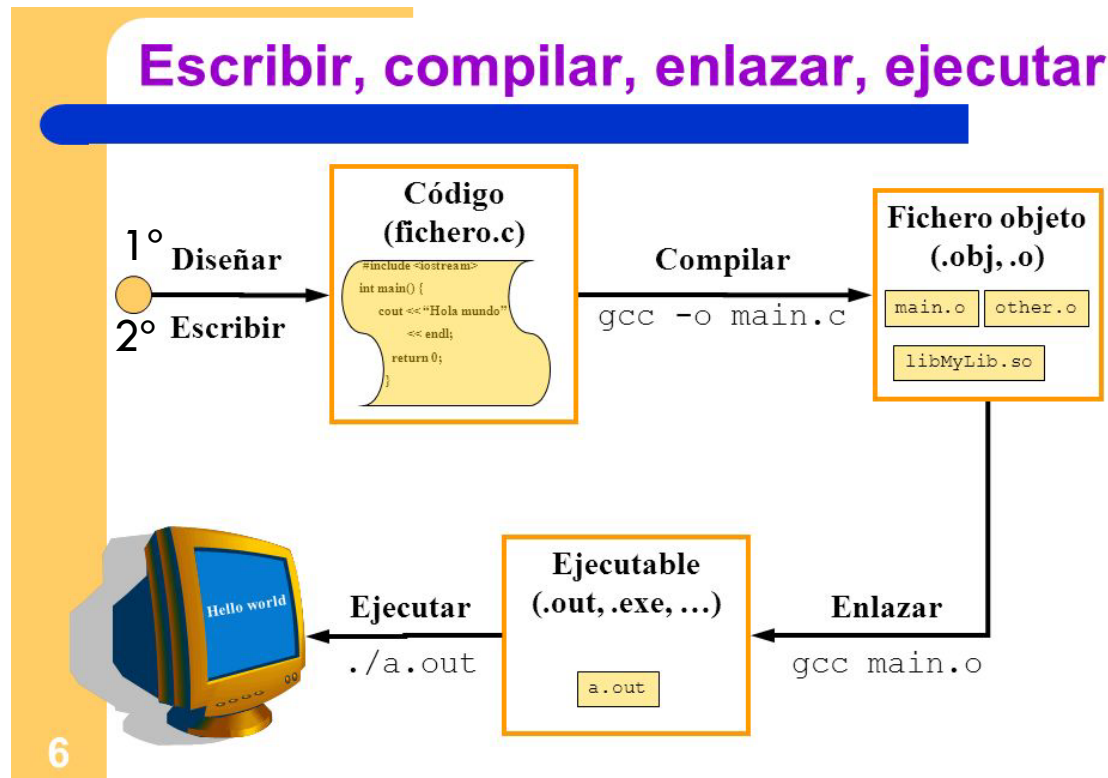 Escribir, compilar, enlazar, ejecutar
1º Diseñar
2º Escribir
Código
(fichero.c)
#include <iostream>
int main() {
cout << “Hola mundo”
<< endl;
return 0;
}
Compilar
gcc -o main.c
Fichero objeto
(.obj, .o)
main.o other.o
libMyLib.so
Enlazar
gcc main.o
Ejecutable
(.out, .exe, …)
a.out
Ejecutar
./a.out
Hello world
6